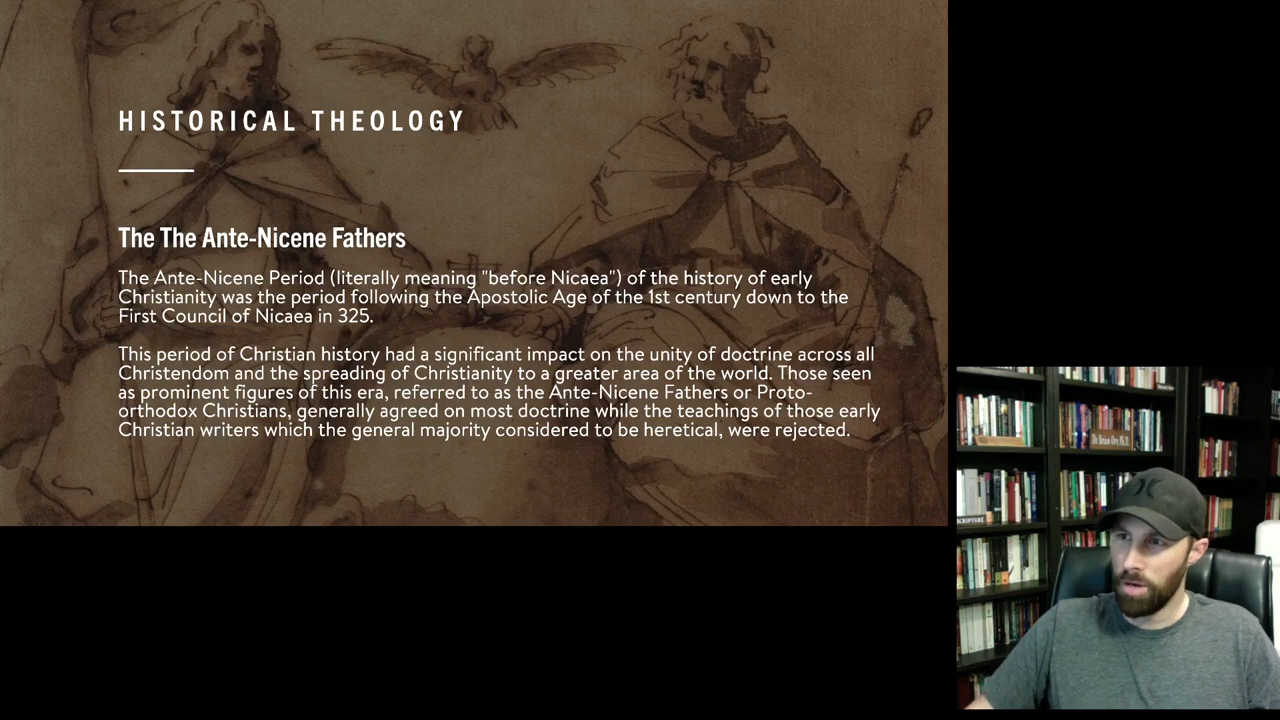 HISTORICAL THEOLOGY
The The Ante-Nicene Fathers
The Ante-Nicene Period (literally meaning "before Nicaea") of the history of early
Christianity was the period following the Apostolic Age of the 1st century down to the
First Council of Nicaea in 325.
This period of Christian history had a significant impact on the unity of doctrine across all
Christendom and the spreading of Christianity to a greater area of the world. Those seen
as prominent figures of this era, referred to as the Ante-Nicene Fathers or Proto-
orthodox Christians, generally agreed on most doctrine while the teachings of those early
Christian writers which the general majority considered to be heretical, were rejected.
Dr Brian Orr, Ph.D.
SCRIPTURE